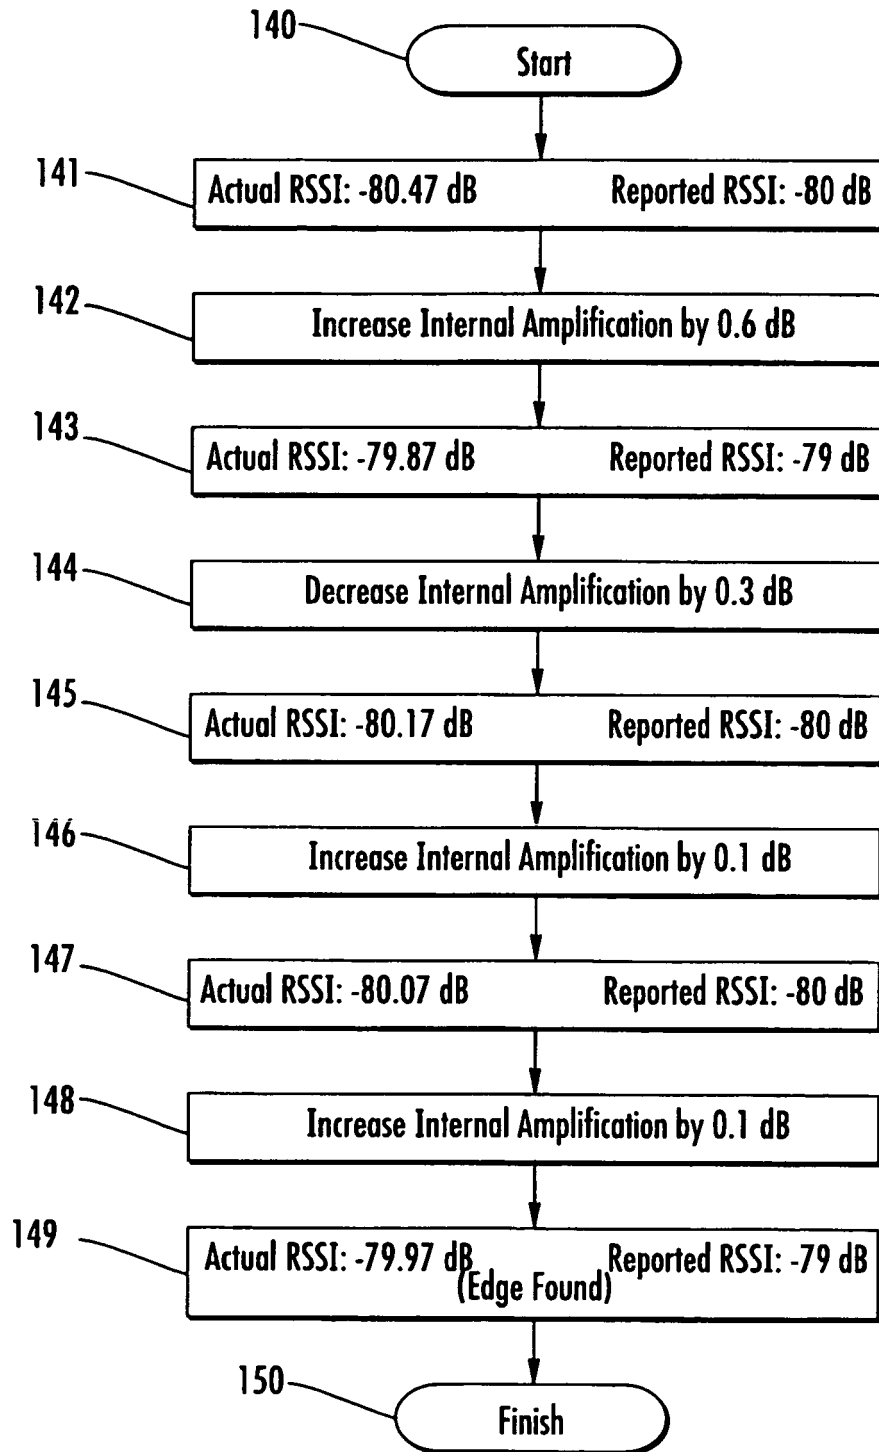 140
Start
141
Actual RSSI: -80.47 dB Reported RSSI: -80 dB
142
Increase Internal Amplification by 0.6 dB
143
Actual RSSI: -79.87 dB Reported RSSI: -79 dB
144
Decrease Internal Amplification by 0.3 dB
145
Actual RSSI: -80.17 dB Reported RSSI: -80 dB
146
Increase Internal Amplification by 0.1 dB
147
Actual RSSI: -80.07 dB Reported RSSI: -80 dB
148
Increase Internal Amplification by 0.1 dB
149
Actual RSSI: -79.97 dB Reported RSSI: -79 dB
(Edge Found)
150
Finish